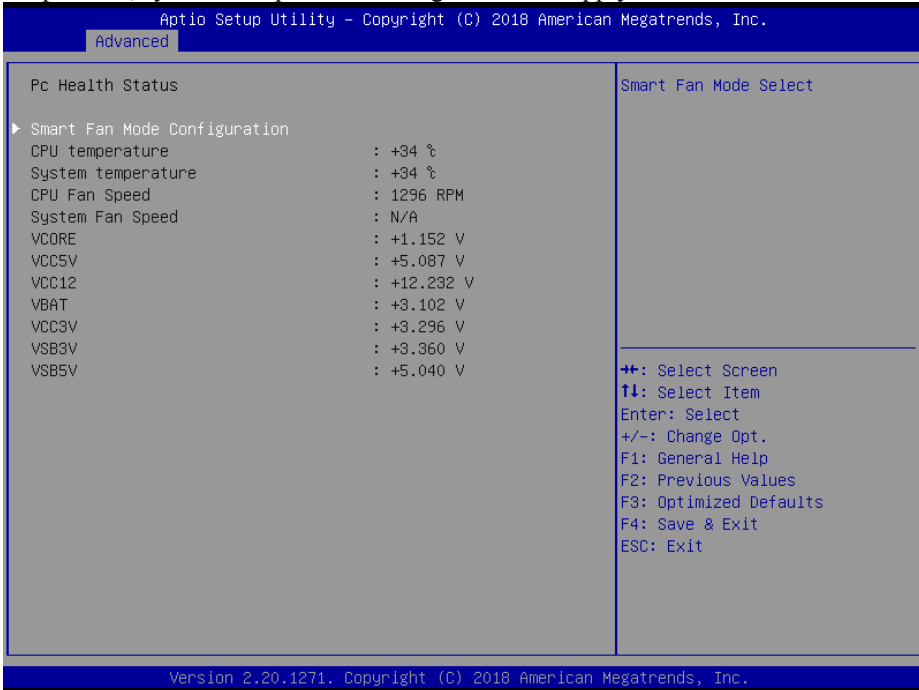 Aptio Setup Utility – Copyright (C) 2018 American Megatrends, Inc.
Advanced
Pc Health Status
Smart Fan Mode Configuration
CPU temperature : +34 ℃
System temperature : +34 ℃
CPU Fan Speed : 1296 RPM
System Fan Speed : N/A
VCORE : +1.152 V
VCC5V : +5.087 V
VCC12 : +12.232 V
VBAT : +3.102 V
VCC3V : +3.296 V
VSB3V : +3.360 V
VSB5V : +5.040 V
Smart Fan Mode Select
→←: Select Screen
↑↓: Select Item
Enter: Select
+/-: Change Opt.
F1: General Help
F2: Previous Values
F3: Optimized Defaults
F4: Save & Exit
ESC: Exit
Version 2.20.1271. Copyright (C) 2018 American Megatrends, Inc.